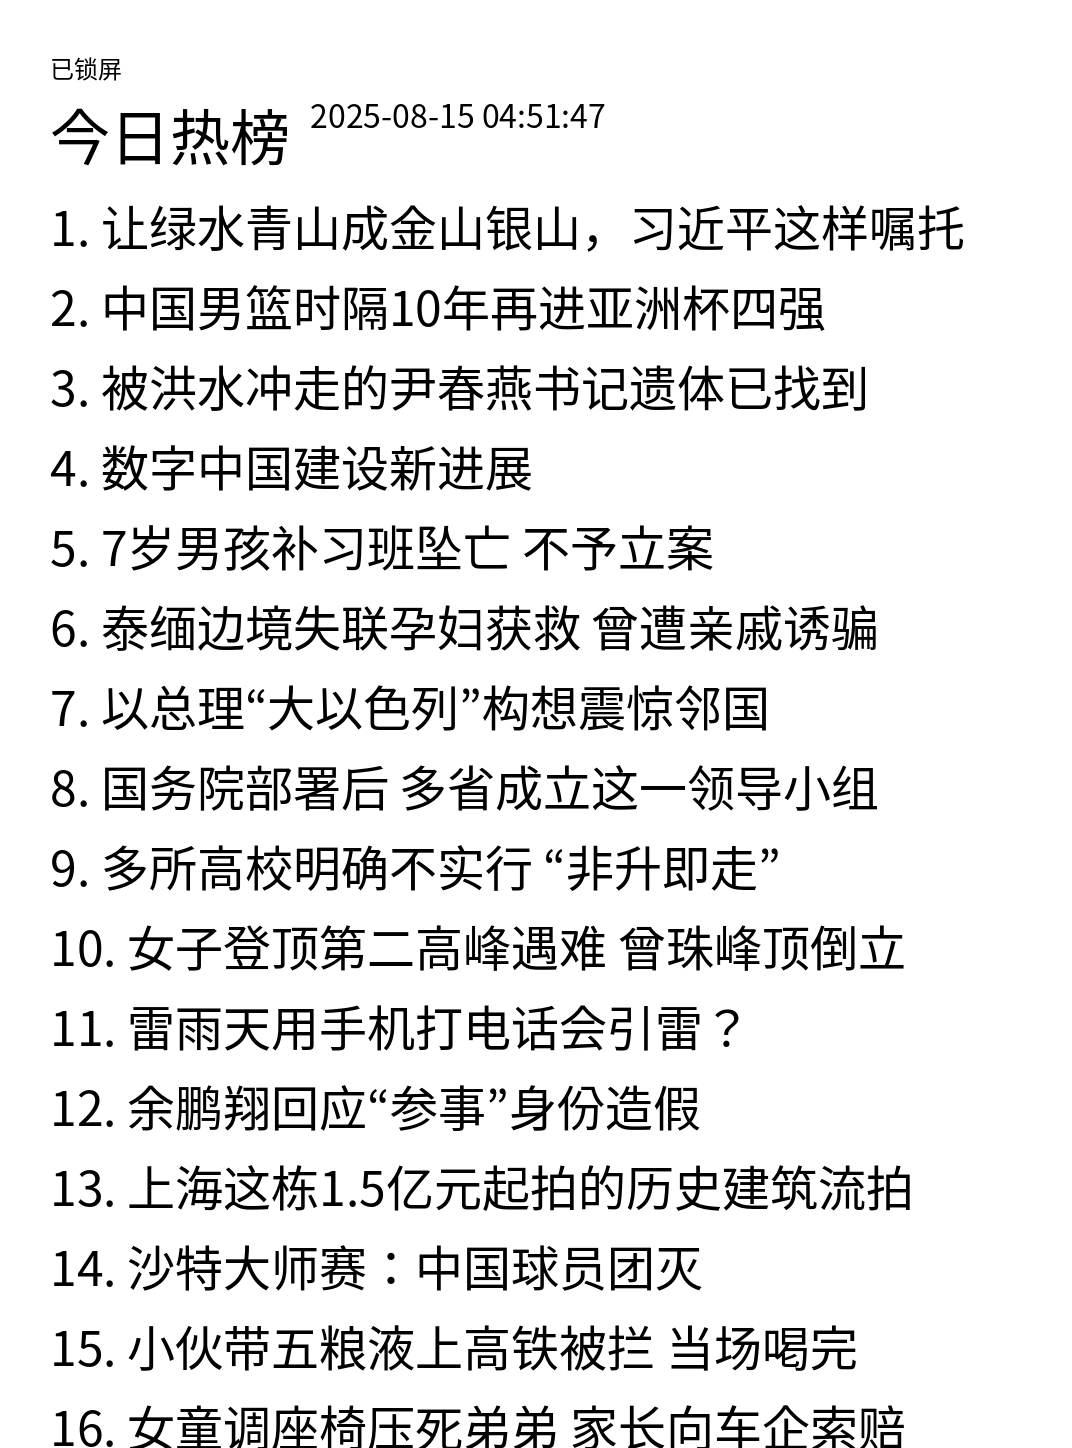 已锁屏
今日热榜 2025-08-15 04:51:47
1. 让绿水青山成金山银山，习近平这样嘱托
2. 中国男篮时隔10年再进亚洲杯四强
3. 被洪水冲走的尹春燕书记遗体已找到
4. 数字中国建设新进展
5. 7岁男孩补习班坠亡 不予立案
6. 泰缅边境失联孕妇获救 曾遭亲戚诱骗
7. 以总理“大以色列”构想震惊邻国
8. 国务院部署后 多省成立这一领导小组
9. 多所高校明确不实行 “非升即走”
10. 女子登顶第二高峰遇难 曾珠峰顶倒立
11. 雷雨天用手机打电话会引雷？
12. 余鹏翔回应“参事”身份造假
13. 上海这栋1.5亿元起拍的历史建筑流拍
14. 沙特大师赛：中国球员团灭
15. 小伙带五粮液上高铁被拦 当场喝完
16. 女童调座椅压死弟弟 家长向车企索赔